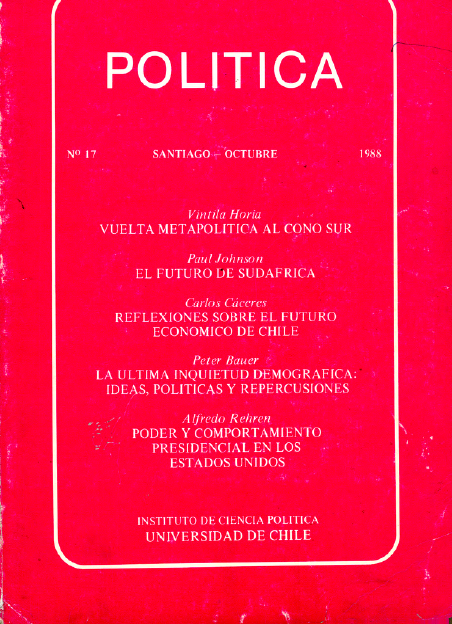 POLITICA
Nº 17 SANTIAGO – OCTUBRE 1988
Vintila Horia
VUELTA METAPOLITICA AL CONO SUR
Paul Johnson
EL FUTURO DE SUDAFRICA
Carlos Cáceres
REFLEXIONES SOBRE EL FUTURO
ECONOMICO DE CHILE
Peter Bauer
LA ULTIMA INQUIETUD DEMOGRAFICA:
IDEAS, POLITICAS Y REPERCUSIONES
Alfredo Rehren
PODER Y COMPORTAMIENTO
PRESIDENCIAL EN LOS
ESTADOS UNIDOS
INSTITUTO DE CIENCIA POLITICA
UNIVERSIDAD DE CHILE